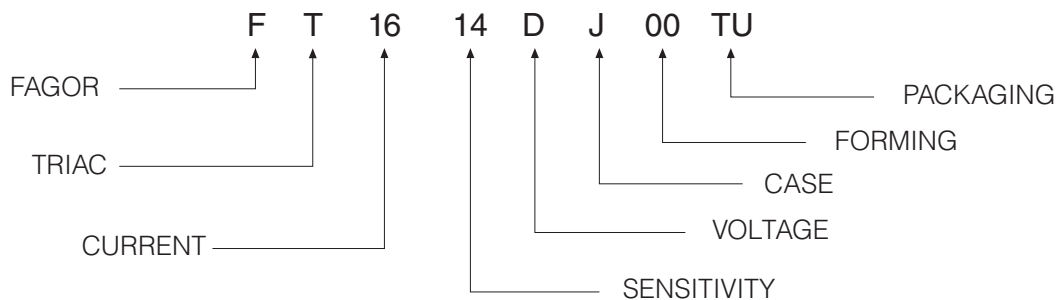 F T 16 14 D J 00 TU
FAGOR
PACKAGING
FORMING
TRIAC
CASE
VOLTAGE
CURRENT
SENSITIVITY